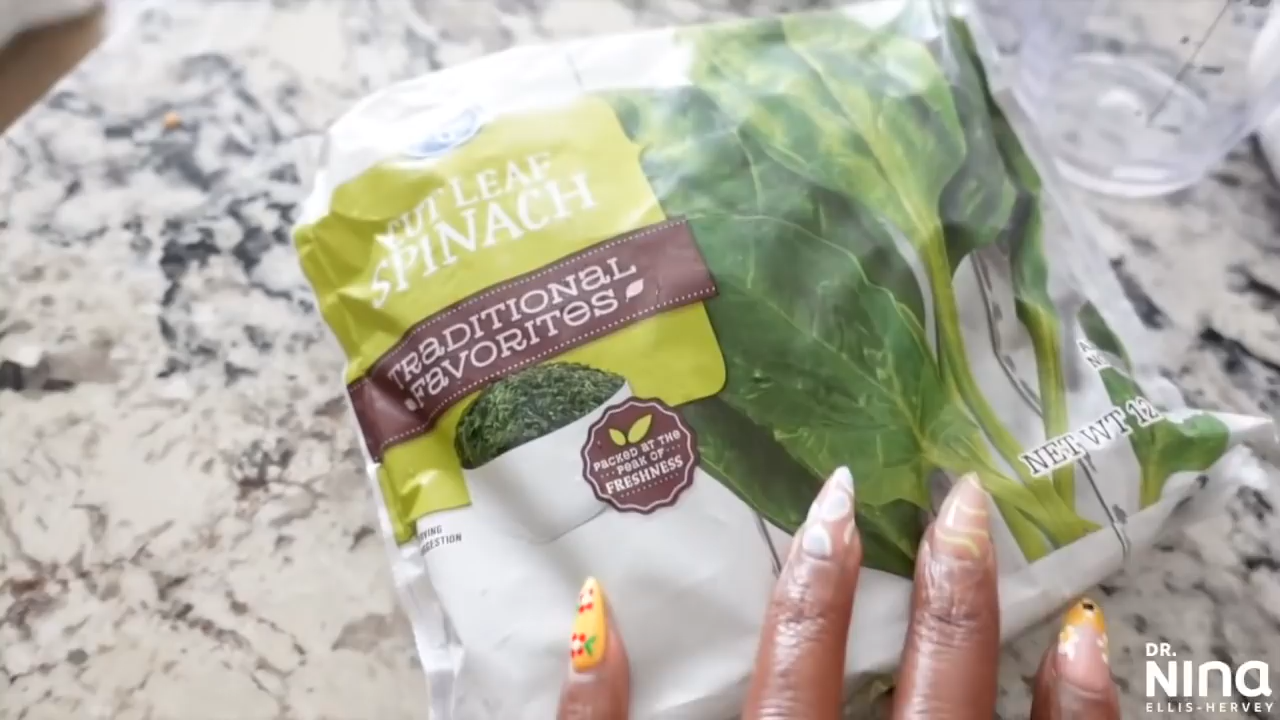 CUT LEAF
SPINACH
TRADITIONAL
FAVORITES
PACKED AT THE
PEAK OF
FRESHNESS
NET WT 12
DR.
Nina
ELLIS-HERVEY